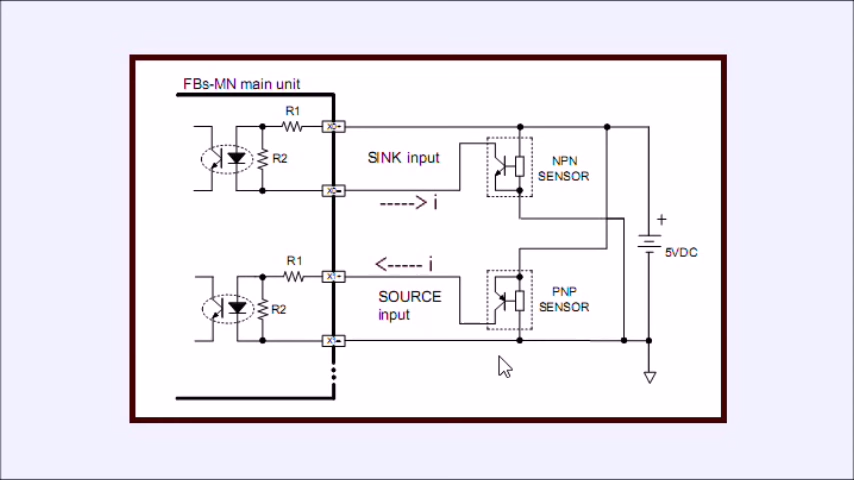 FBs-MN main unit
R1
X0+
SINK input
NPN
SENSOR
R2
X0-
-----> i
+
5VDC
R1
<----- i
X1+
SOURCE
input
PNP
SENSOR
R2
X1-